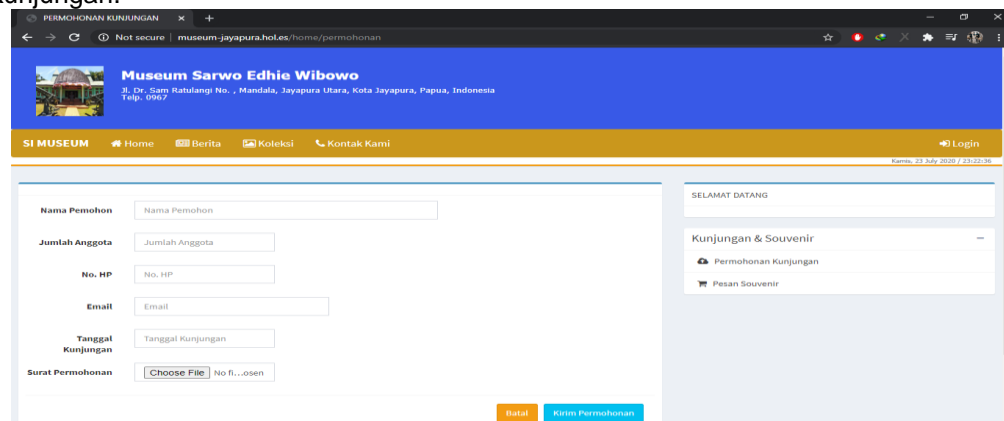 kunjungan.
PERMOHONAN KUNJUNGAN
Not secure | museum-jayapura.hol.es/home/permohonan
Museum Sarwo Edhie Wibowo
Jl. Dr. Sam Ratulangi No. , Mandala, Jayapura Utara, Kota Jayapura, Papua, Indonesia
Telp. 0967
SI MUSEUM Home Berita Koleksi Kontak Kami Login
Kamis, 23 July 2020 / 23:22:36
SELAMAT DATANG
Nama Pemohon Nama Pemohon
Jumlah Anggota Jumlah Anggota
No. HP No. HP
Email Email
Tanggal Kunjungan Tanggal Kunjungan
Surat Permohonan Choose File No fi...osen
Batal Kirim Permohonan
Kunjungan & Souvenir
Permohonan Kunjungan
Pesan Souvenir